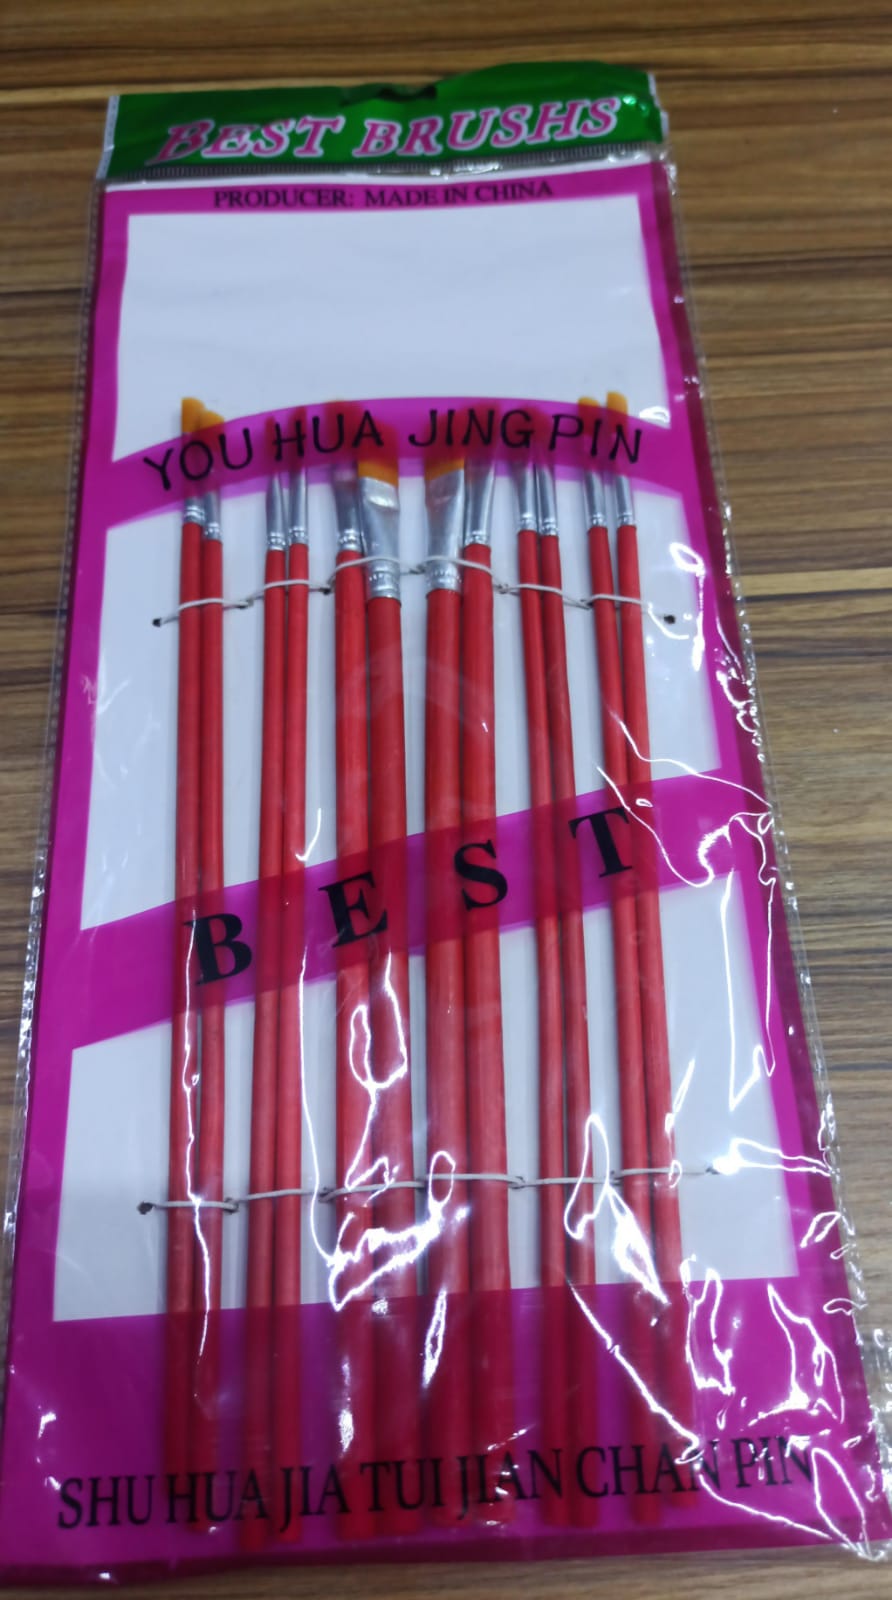 BEST BRUSHS
PRODUCER: MADE IN CHINA
YOU HUA JING PIN
BEST
SHU HUA JIA TUI JIAN CHAN PIN